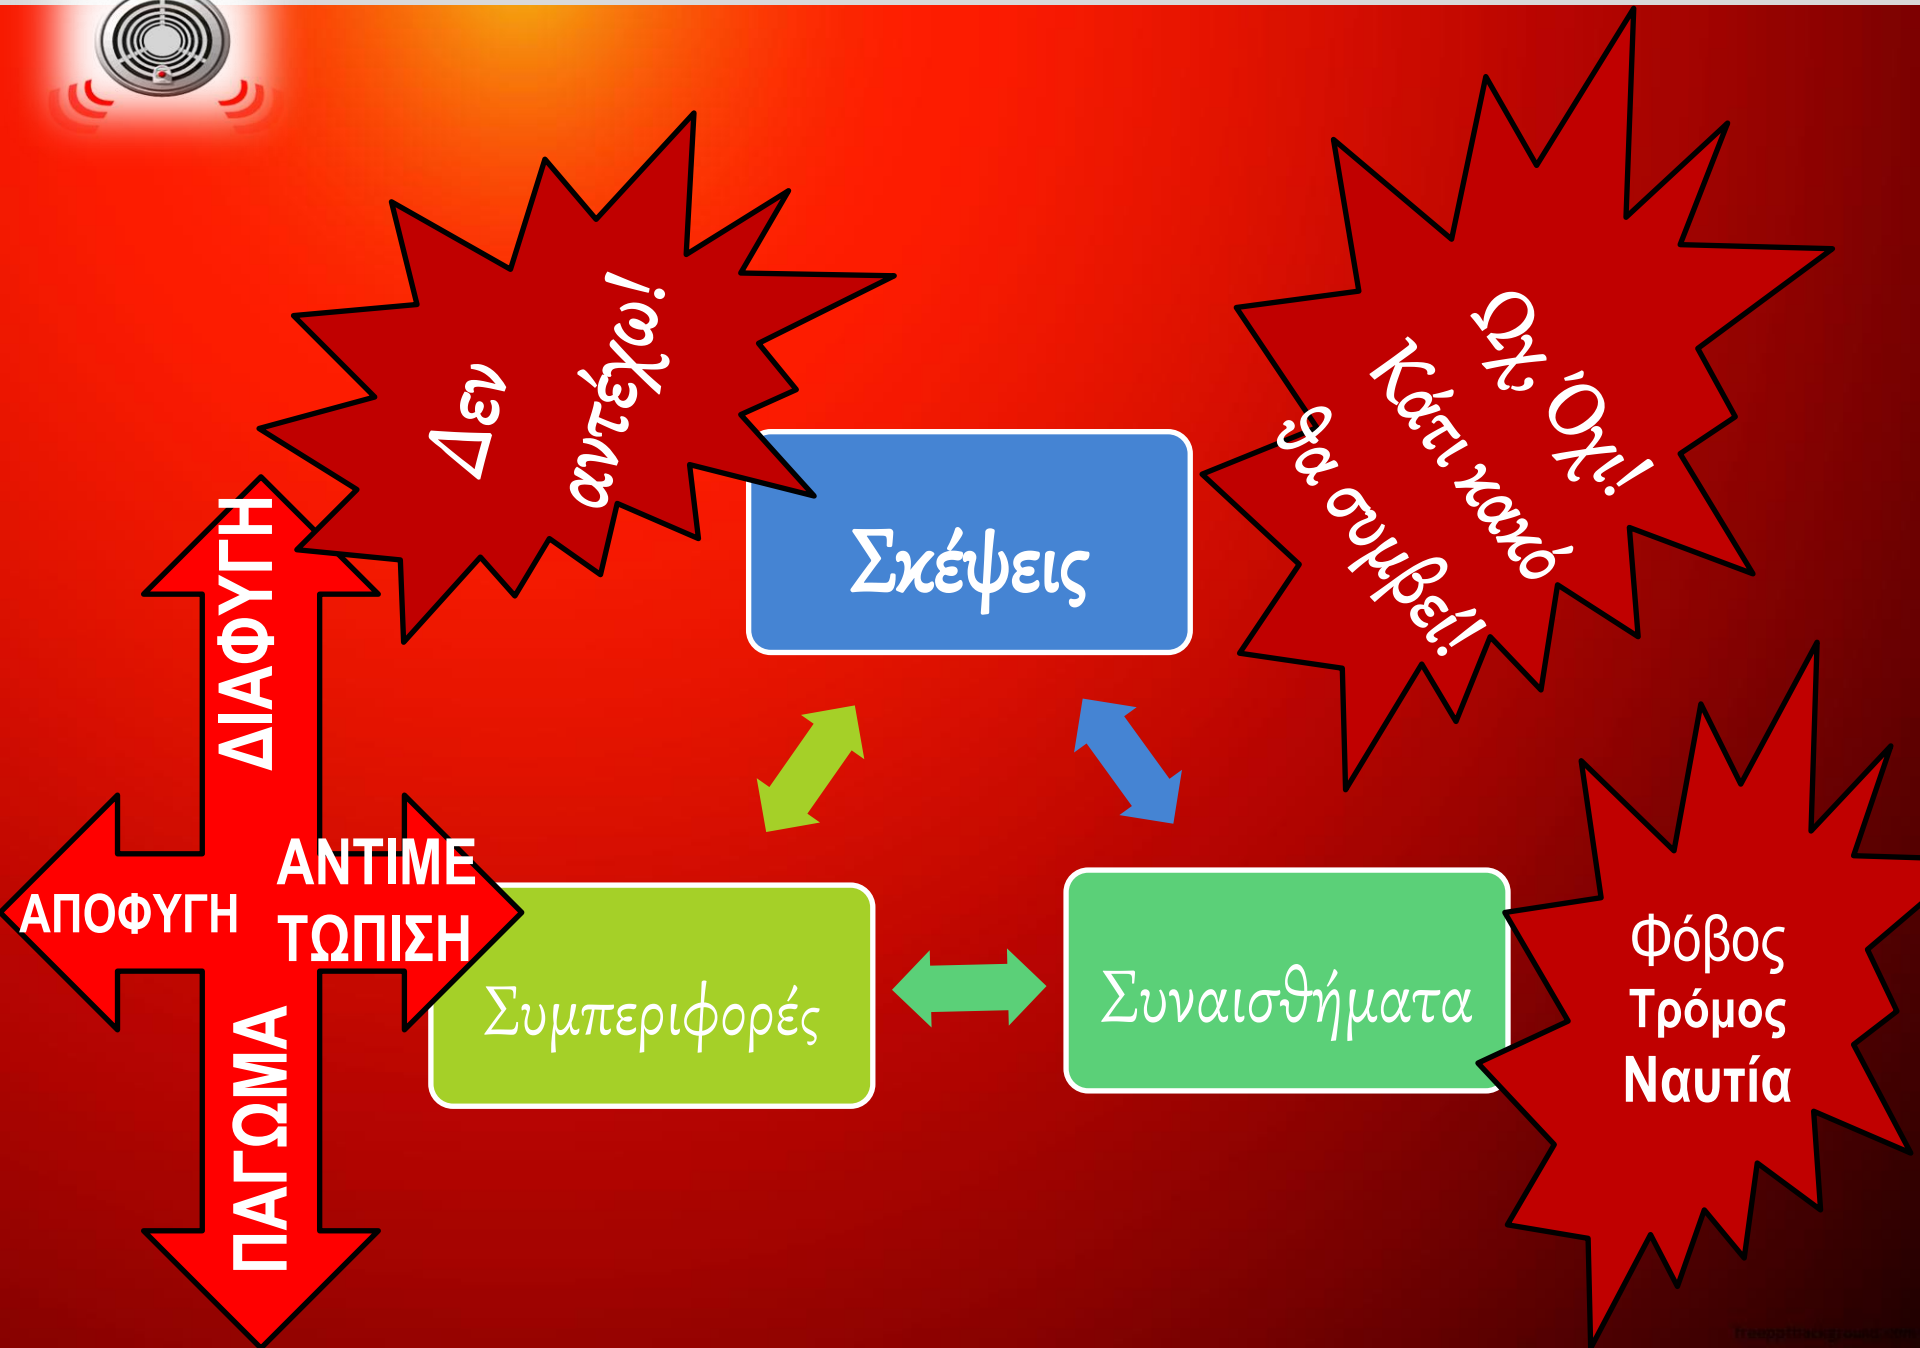 Δεν
αντέχω!
Ωχ, Όχι!
Κάτι κακό
θα συμβεί!
Σκέψεις
ΔΙΑΦΥΓΗ
ΑΠΟΦΥΓΗ
ΑΝΤΙΜΕ
ΤΩΠΙΣΗ
ΠΑΓΩΜΑ
Συμπεριφορές
Συναισθήματα
Φόβος
Τρόμος
Ναυτία